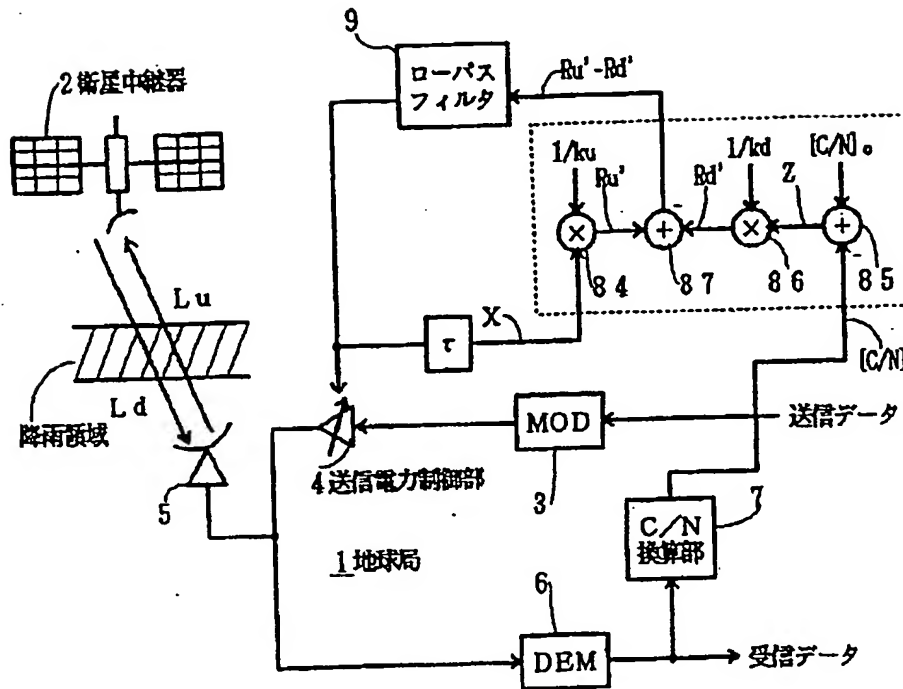 9
ローパス
フィルタ
Ru'-Rd'
2衛星中継器
1/ku
Ru'
1/kd
Rd'
Z
[C/N]。
×
+
×
+
84
87
86
85
-
-
X
τ
[C/N]
Lu
Ld
降雨領域
5
4送信電力制御部
MOD
3
送信データ
C/N
換算部
7
1地球局
6
DEM
受信データ